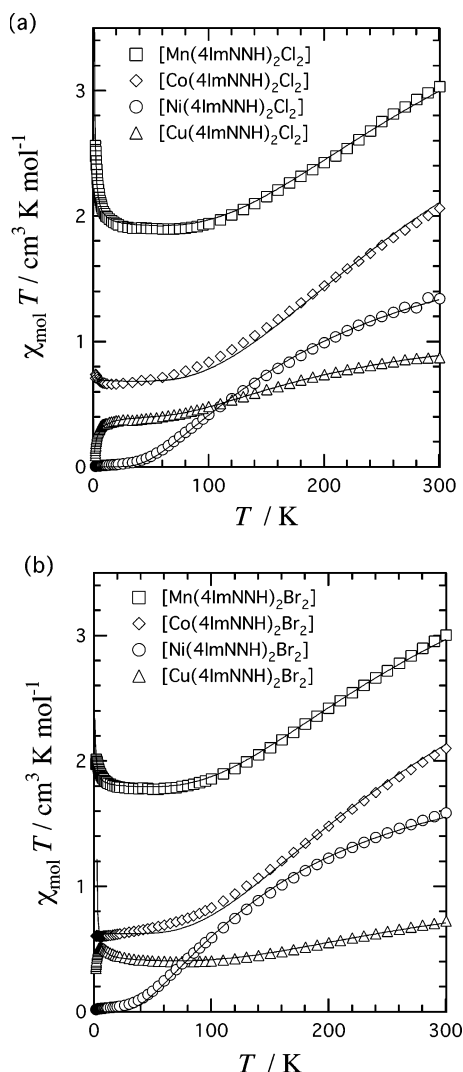 (a)
□ [Mn(4ImNNH)₂Cl₂]
◇ [Co(4ImNNH)₂Cl₂]
○ [Ni(4ImNNH)₂Cl₂]
△ [Cu(4ImNNH)₂Cl₂]
χmol T / cm³ K mol⁻¹
3
2
1
0
0 100 200 300
T / K
(b)
□ [Mn(4ImNNH)₂Br₂]
◇ [Co(4ImNNH)₂Br₂]
○ [Ni(4ImNNH)₂Br₂]
△ [Cu(4ImNNH)₂Br₂]
χmol T / cm³ K mol⁻¹
3
2
1
0
0 100 200 300
T / K